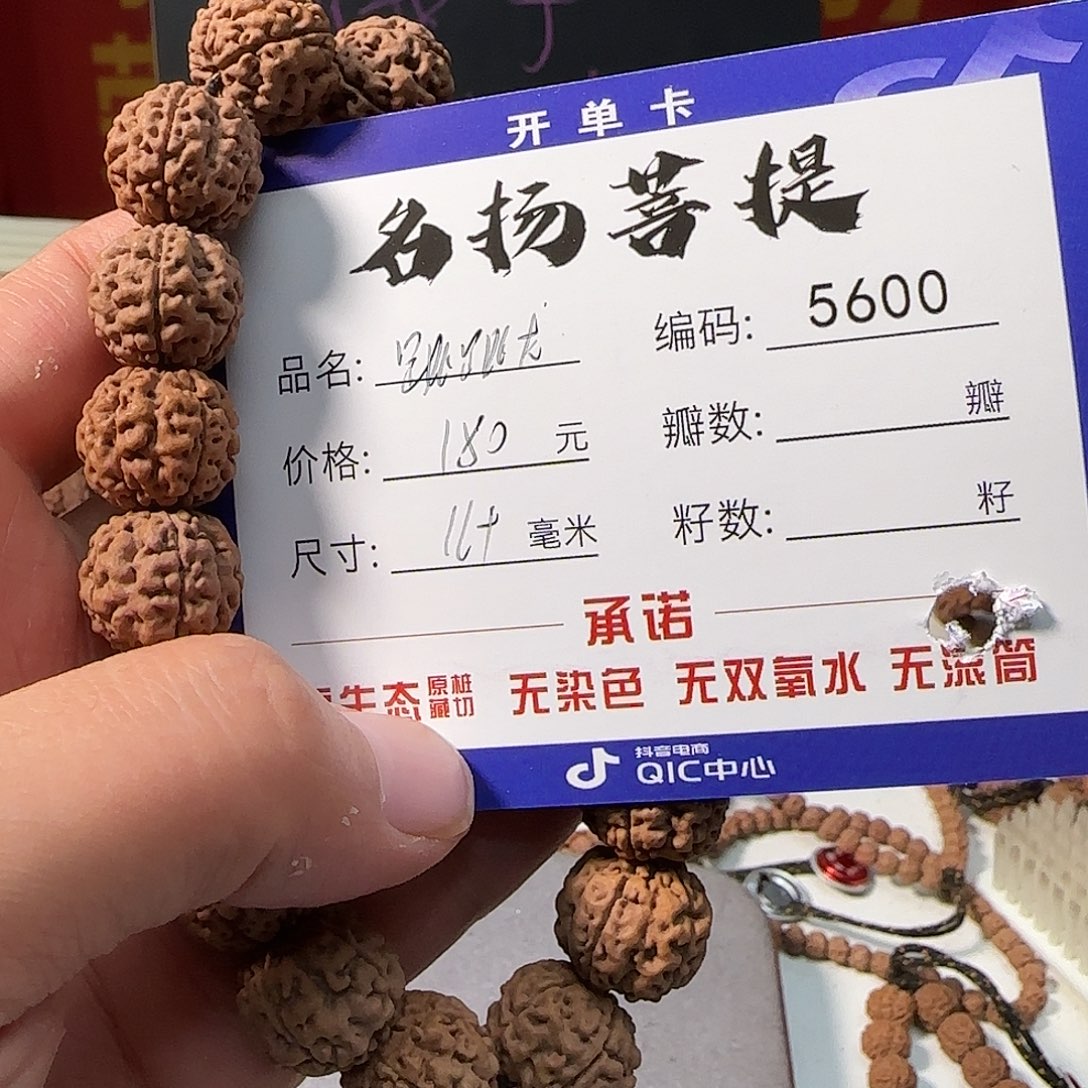 开单卡
名扬菩提
品名:
编码: 5600
价格: 180 元
瓣数: 瓣
尺寸: 毫米
籽数: 籽
承诺
生态 原桩藏切 无染色 无双氧水 无滚筒
抖音电商
QIC中心